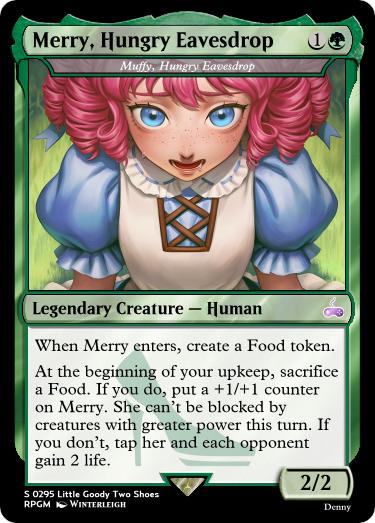 Merry, Hungry Eavesdrop 1
Muffy, Hungry Eavesdrop
Legendary Creature — Human
When Merry enters, create a Food token.
At the beginning of your upkeep, sacrifice
a Food. If you do, put a +1/+1 counter
on Merry. She can't be blocked by
creatures with greater power this turn. If
you don't, tap her and each opponent
gain 2 life.
2/2
S 0295 Little Goody Two Shoes
RPGM Winterleigh
Denny